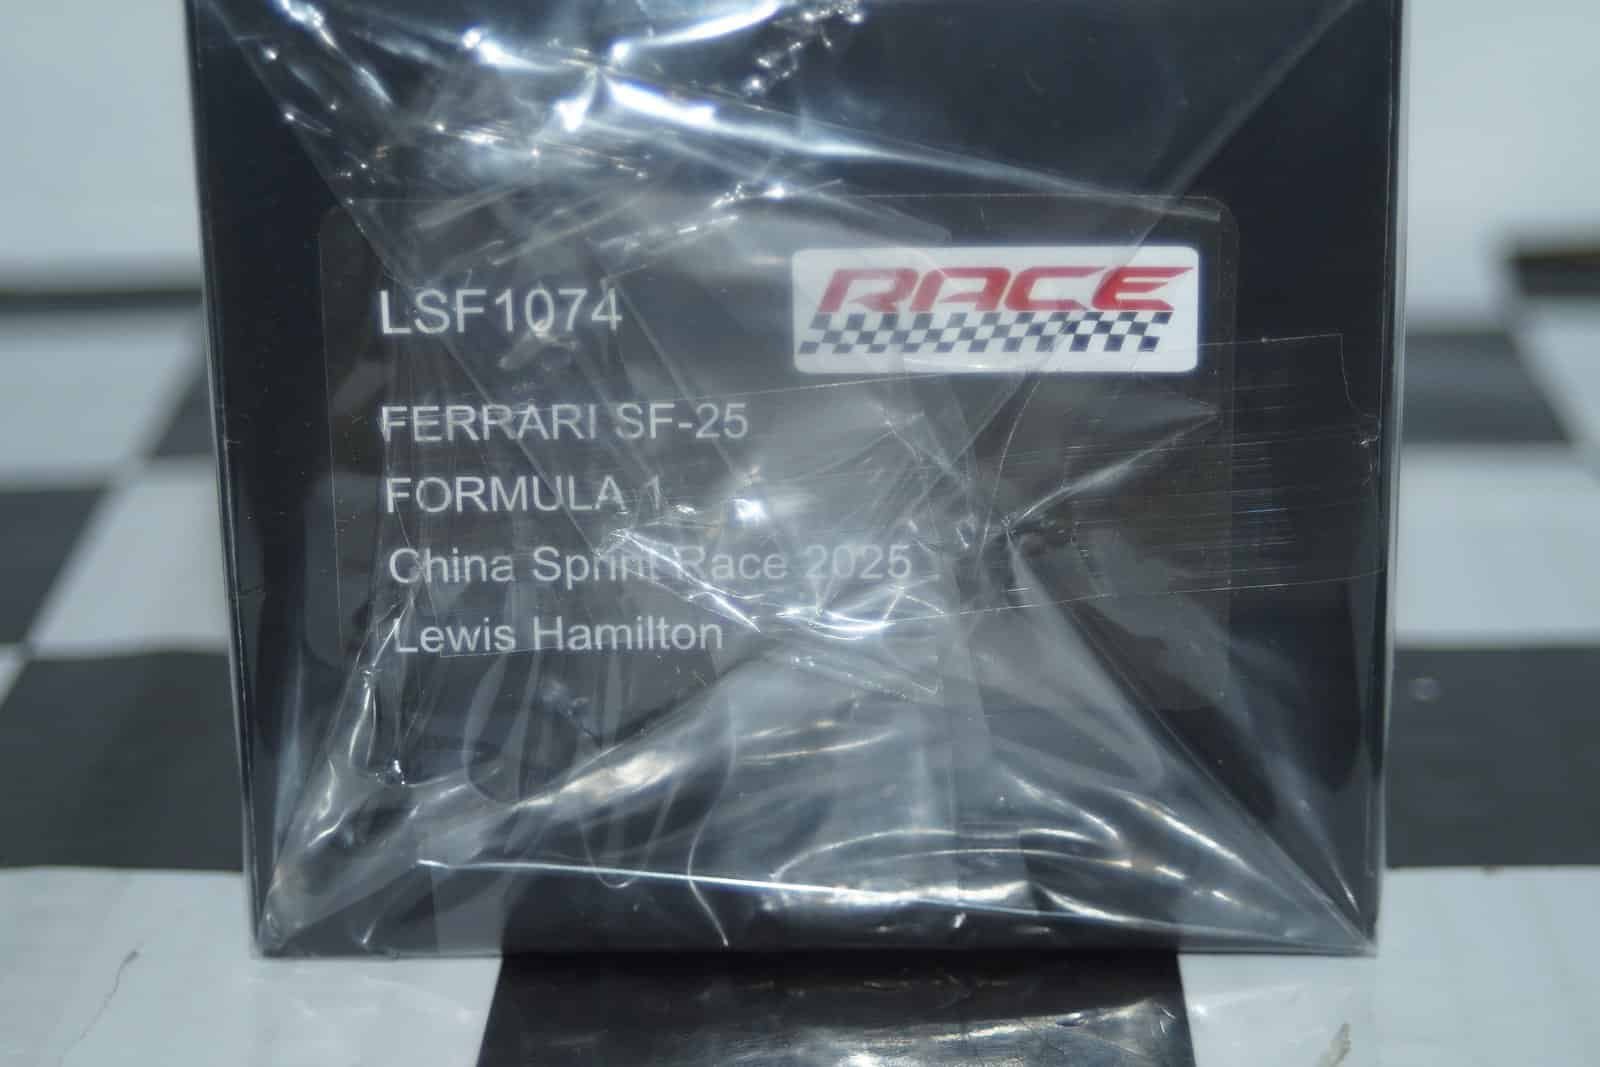 LSF1074
RACE
FERRARI SF-25
FORMULA 1
China Sprint Race 2025
Lewis Hamilton